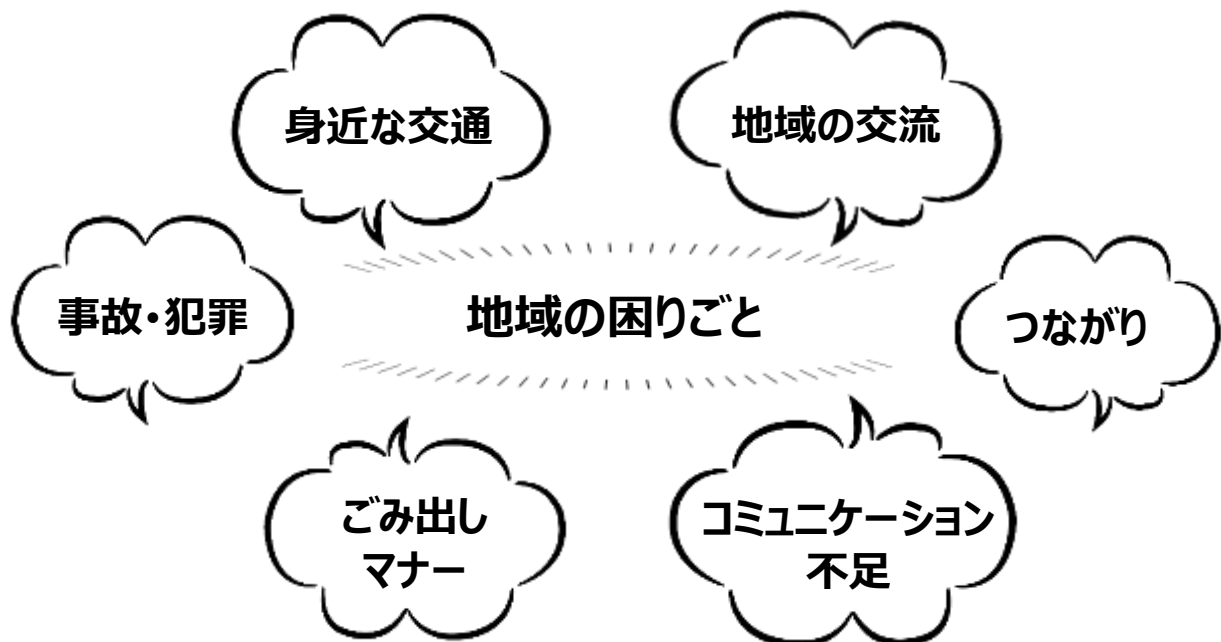 身近な交通
地域の交流
事故・犯罪
地域の困りごと
つながり
ごみ出し
マナー
コミュニケーション
不足